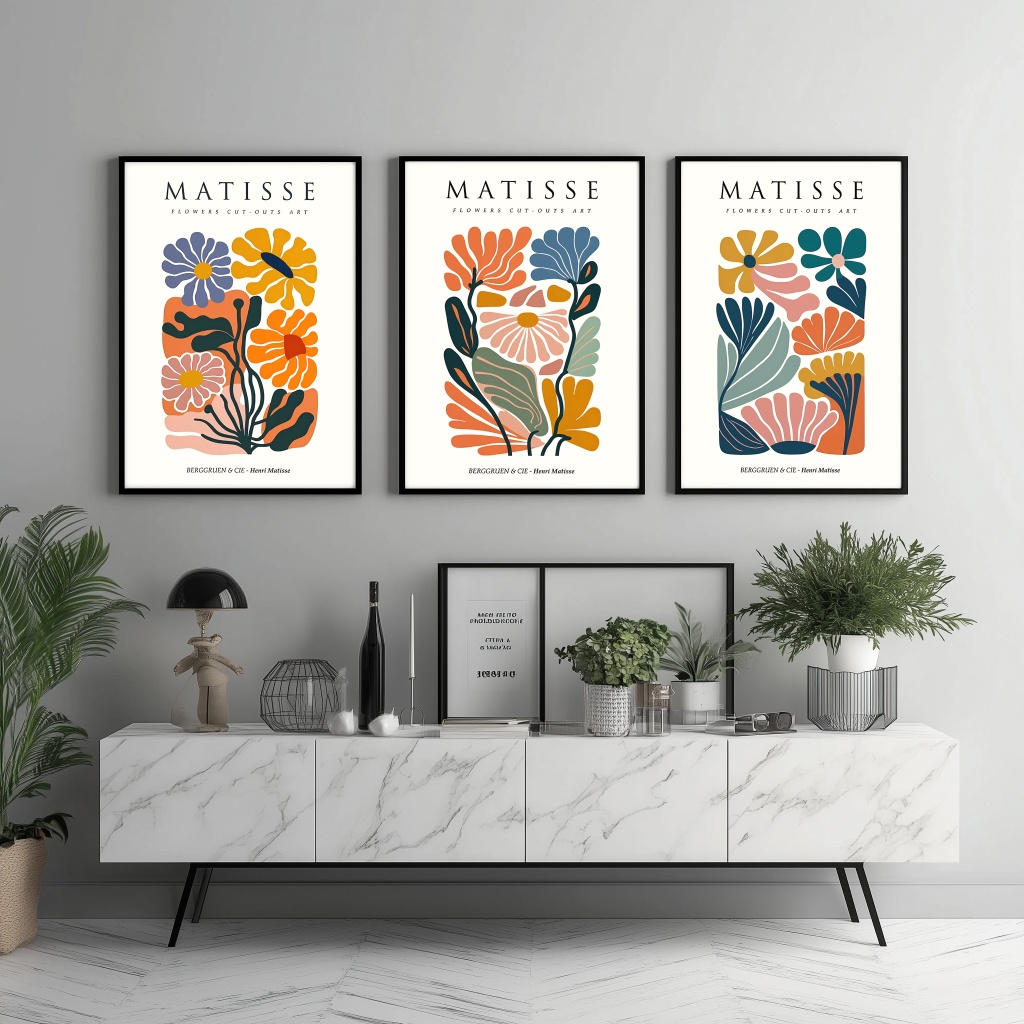 MATISSE
FLOWERS CUT-OUTS ART
BERGGRUEN & CIE - Henri Matisse
MATISSE
FLOWERS CUT-OUTS ART
BERGGRUEN & CIE - Henri Matisse
MATISSE
FLOWERS CUT-OUTS ART
BERGGRUEN & CIE - Henri Matisse